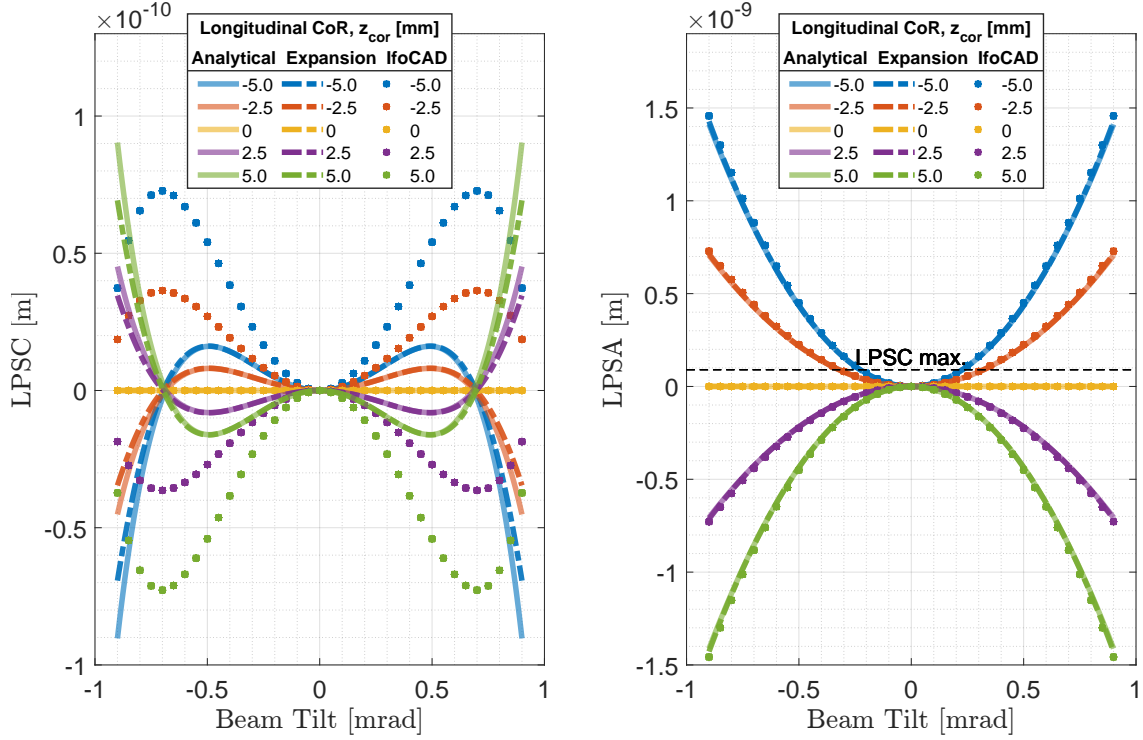 ×10⁻¹⁰
Longitudinal CoR, z_cor [mm]
Analytical Expansion IfoCAD
-5.0 -5.0 -5.0
-2.5 -2.5 -2.5
0 0 0
2.5 2.5 2.5
5.0 5.0 5.0
1
0.5
0
-0.5
-1
LPSC [m]
-1 -0.5 0 0.5 1
Beam Tilt [mrad]
×10⁻⁹
Longitudinal CoR, z_cor [mm]
Analytical Expansion IfoCAD
-5.0 -5.0 -5.0
-2.5 -2.5 -2.5
0 0 0
2.5 2.5 2.5
5.0 5.0 5.0
1.5
1
0.5
0
-0.5
-1
-1.5
LPSA [m]
LPSC max.
-1 -0.5 0 0.5 1
Beam Tilt [mrad]